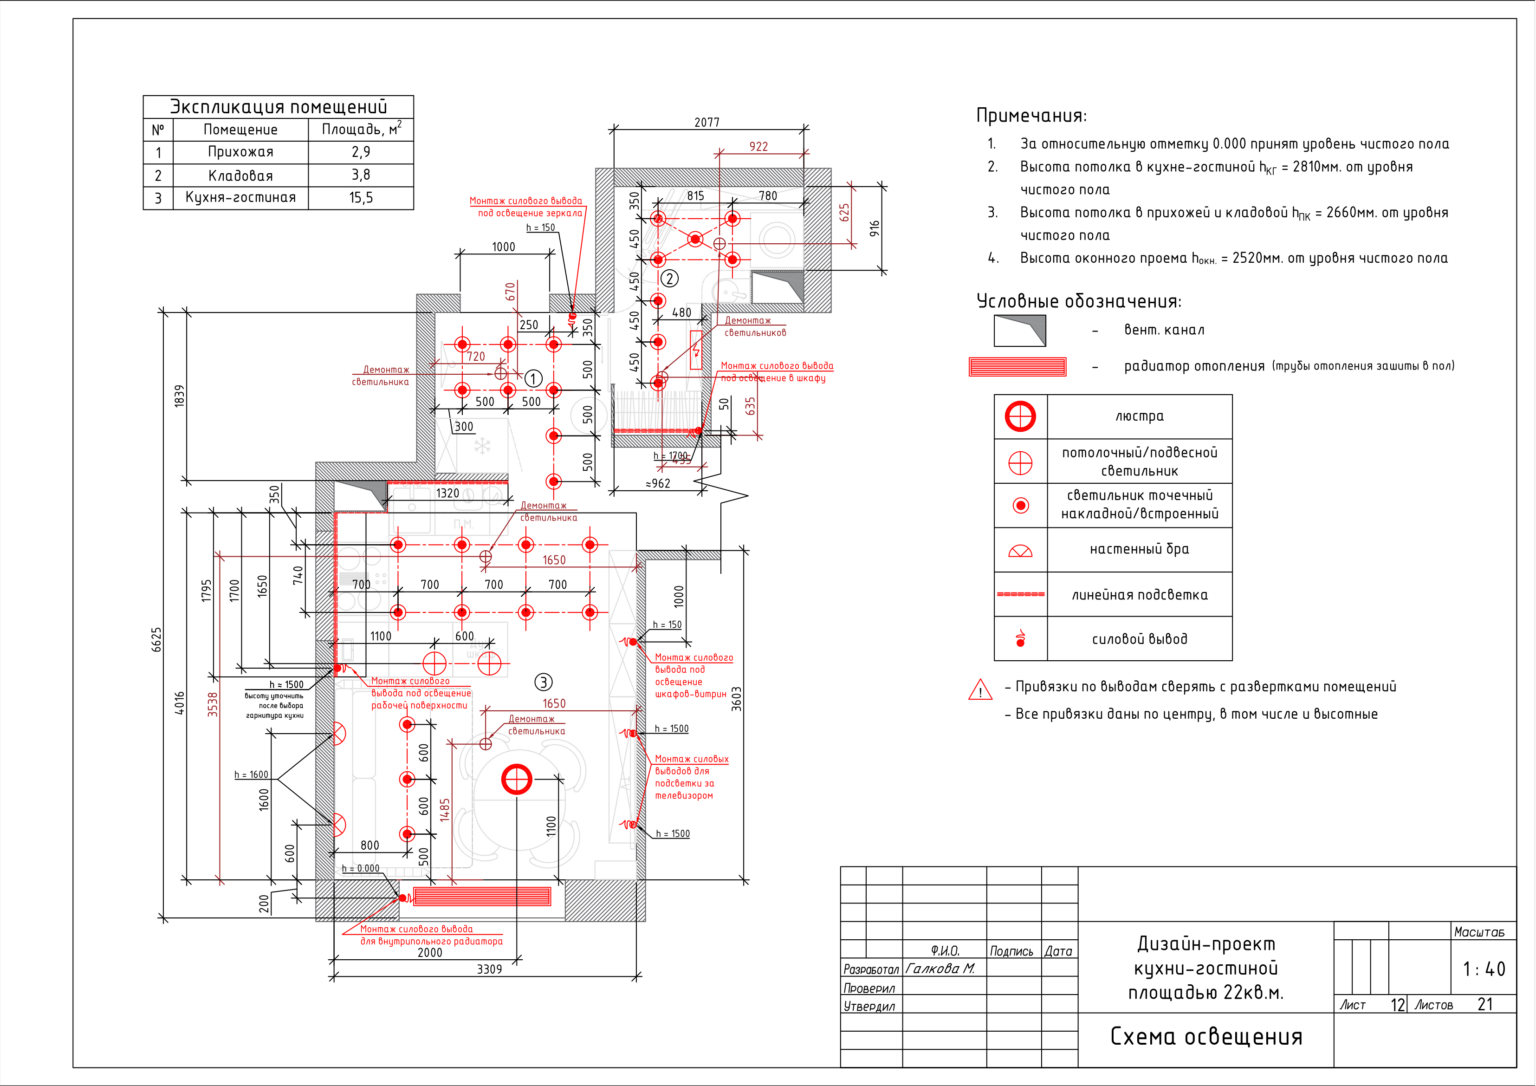 Экспликация помещений
№ Помещение Площадь, м²
1 Прихожая 2,9
2 Кладовая 3,8
3 Кухня-гостиная 15,5
Примечания:
1. За относительную отметку 0.000 принят уровень чистого пола
2. Высота потолка в кухне-гостиной hКГ = 2810мм. от уровня
чистого пола
3. Высота потолка в прихожей и кладовой hПК = 2660мм. от уровня
чистого пола
4. Высота оконного проема hокн. = 2520мм. от уровня чистого пола
Условные обозначения:
– вент. канал
– радиатор отопления (трубы отопления зашиты в пол)
люстра
потолочный/подвесной
светильник
светильник точечный
накладной/встроенный
настенный бра
линейная подсветка
силовой вывод
!
– Привязки по выводам сверять с развертками помещений
– Все привязки даны по центру, в том числе и высотные
2077
922
Монтаж силового вывода
под освещение зеркала
h = 150
350
815
780
625
916
450
450
450
450
2
480
1000
670
250
350
Демонтаж
светильников
720
Демонтаж
светильника
1
500
500
500
500
500
300
Монтаж силового вывода
под освещение в шкафу
50
635
h = 1700
435
≈962
1839
1320
350
П.М.
Демонтаж
светильника
1650
740
700
700
700
700
1795
1700
1650
1000
6625
4016
3538
3603
1100
600
h = 150
Монтаж силового
вывода под
освещение
шкафов-витрин
h = 1500
высоту уточнить
после выбора
гарнитура кухни
Монтаж силового
вывода под освещение
рабочей поверхности
3
1650
Демонтаж
светильника
h = 1500
Монтаж силовых
выводов для
подсветки за
телевизором
h = 1500
h = 1600
1600
600
600
600
500
1485
1100
800
h = 0.000
200
Монтаж силового вывода
для внутрипольного радиатора
2000
3309
Ф.И.О. Подпись Дата
Разработал Галкова М.
Проверил
Утвердил
Дизайн-проект
кухни-гостиной
площадью 22кв.м.
Схема освещения
Масштаб
1 : 40
Лист 12 Листов 21